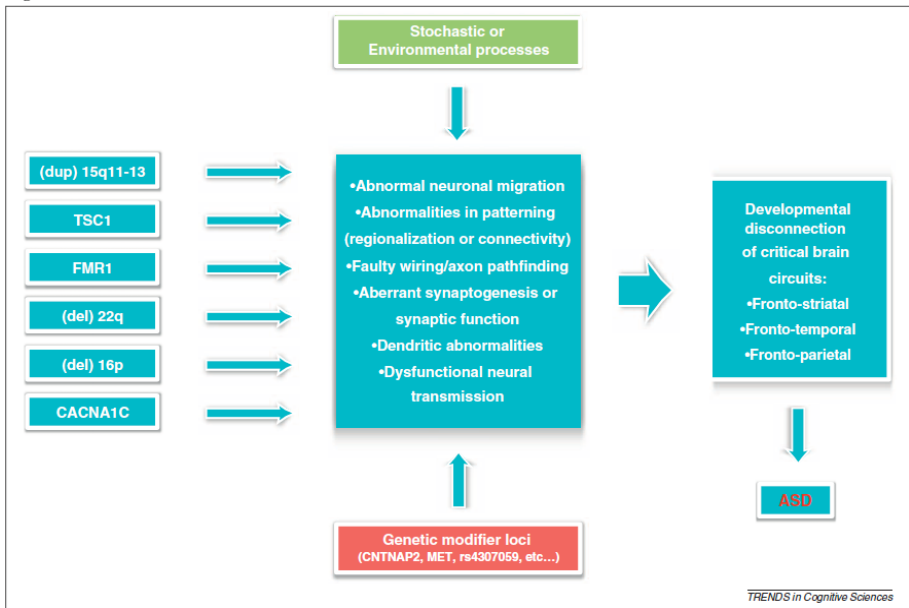 Stochastic or
Environmental processes
(dup) 15q11-13
TSC1
FMR1
(del) 22q
(del) 16p
CACNA1C
•Abnormal neuronal migration
•Abnormalities in patterning
(regionalization or connectivity)
•Faulty wiring/axon pathfinding
•Aberrant synaptogenesis or
synaptic function
•Dendritic abnormalities
•Dysfunctional neural
transmission
Developmental
disconnection
of critical brain
circuits:
•Fronto-striatal
•Fronto-temporal
•Fronto-parietal
ASD
Genetic modifier loci
(CNTNAP2, MET, rs4307059, etc...)
TRENDS in Cognitive Sciences